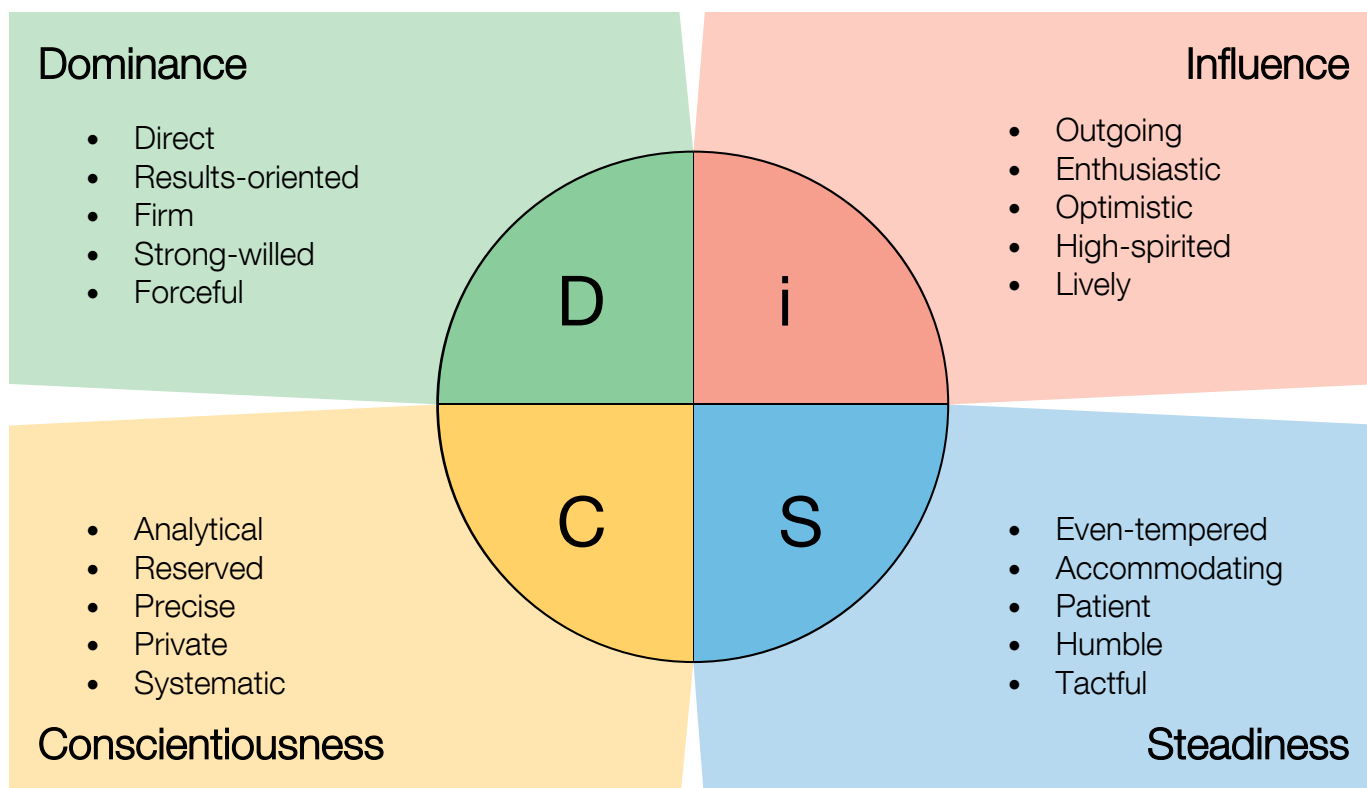 Dominance
• Direct
• Results-oriented
• Firm
• Strong-willed
• Forceful
Influence
• Outgoing
• Enthusiastic
• Optimistic
• High-spirited
• Lively
D
i
C
S
• Analytical
• Reserved
• Precise
• Private
• Systematic
Conscientiousness
• Even-tempered
• Accommodating
• Patient
• Humble
• Tactful
Steadiness